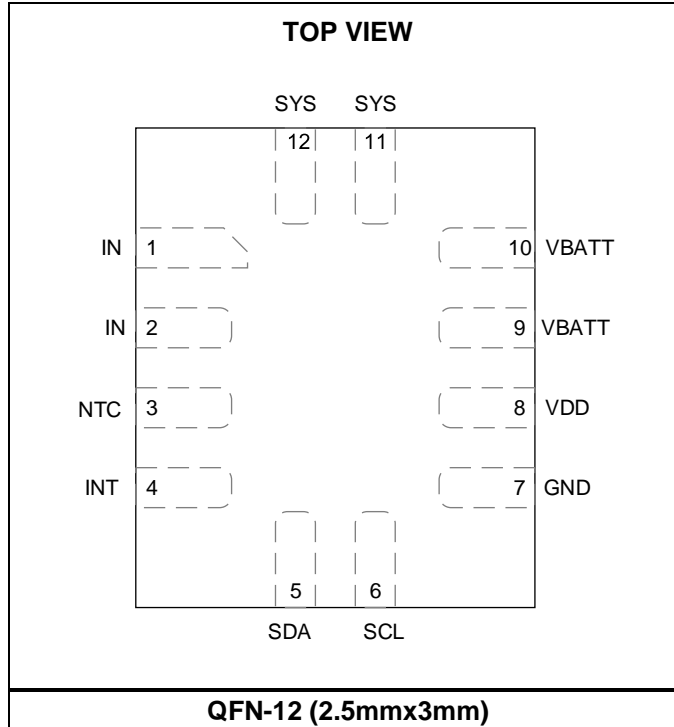 TOP VIEW
SYS SYS
12 11
IN 1 10 VBATT
IN 2 9 VBATT
NTC 3 8 VDD
INT 4 7 GND
5 6
SDA SCL
QFN-12 (2.5mmx3mm)